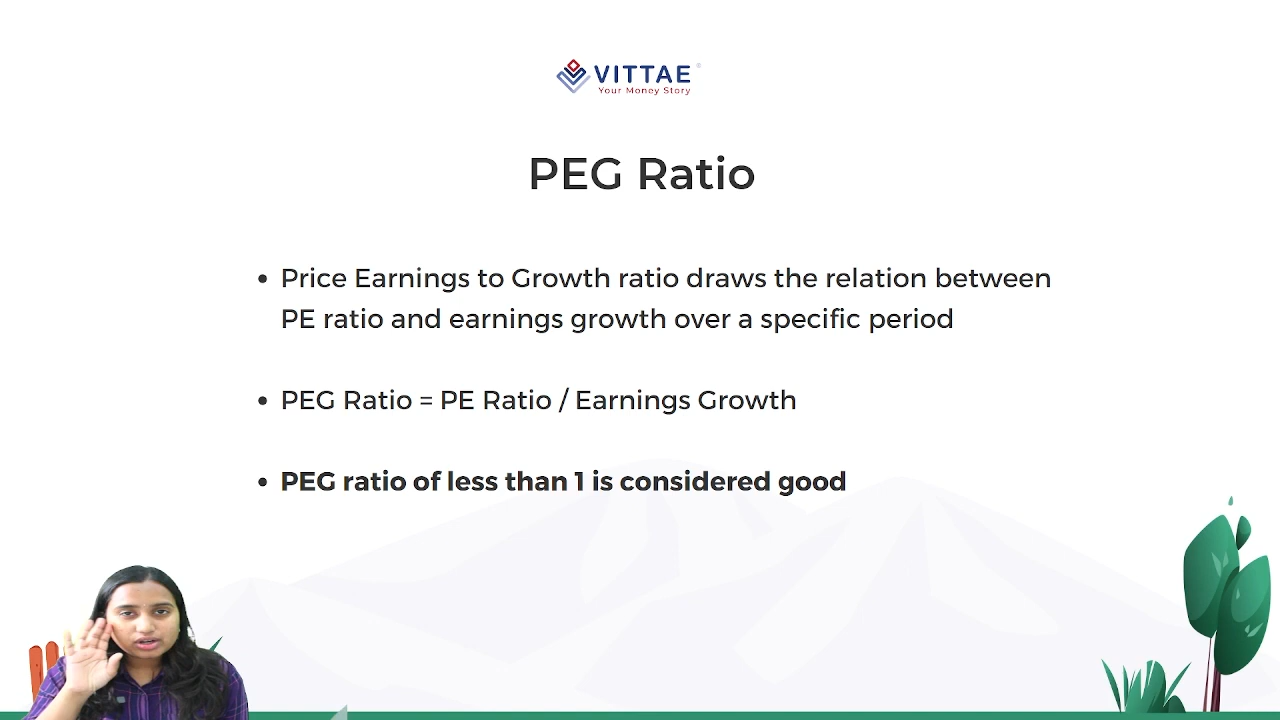 VITTAE
Your Money Story
PEG Ratio
• Price Earnings to Growth ratio draws the relation between
PE ratio and earnings growth over a specific period
• PEG Ratio = PE Ratio / Earnings Growth
• PEG ratio of less than 1 is considered good